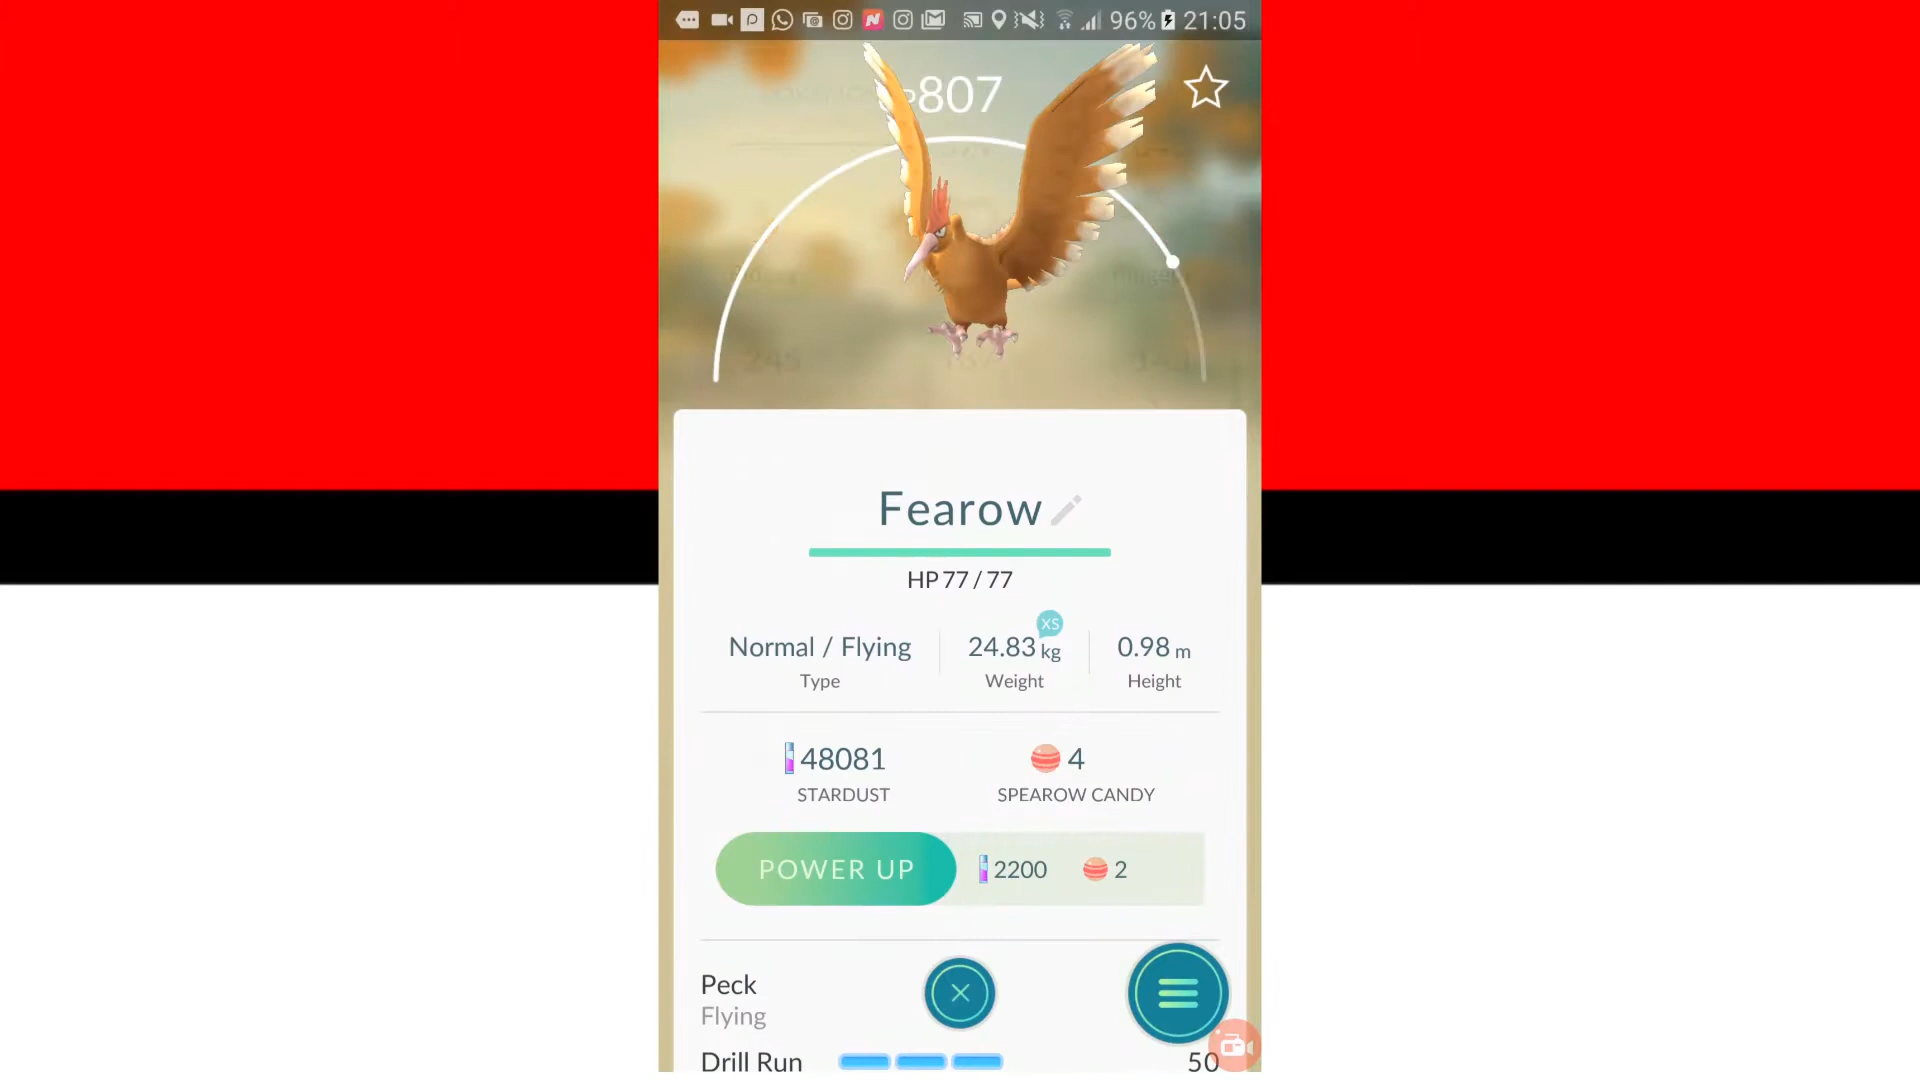 96% 21:05
807
Fearow
HP 77 / 77
XS
Normal / Flying
24.83 kg
0.98 m
Type
Weight
Height
48081
4
STARDUST
SPEAROW CANDY
POWER UP
2200
2
Peck
Flying
Drill Run
50